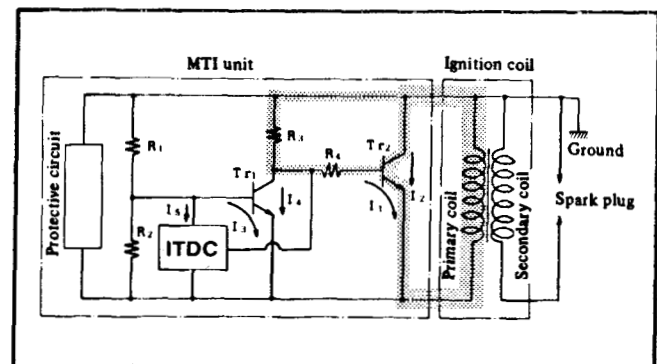 MTI unit
Ignition coil
Protective circuit
R1
R2
R3
R4
Tr1
Tr2
I5
I3
I4
I1
I2
ITDC
Primary coil
Secondary coil
Ground
Spark plug